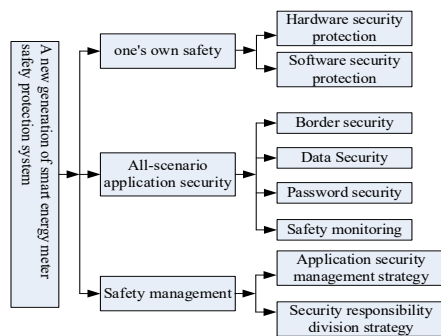 A new generation of smart energy meter
safety protection system
one's own safety
Hardware security
protection
Software security
protection
All-scenario
application security
Border security
Data Security
Password security
Safety monitoring
Safety management
Application security
management strategy
Security responsibility
division strategy